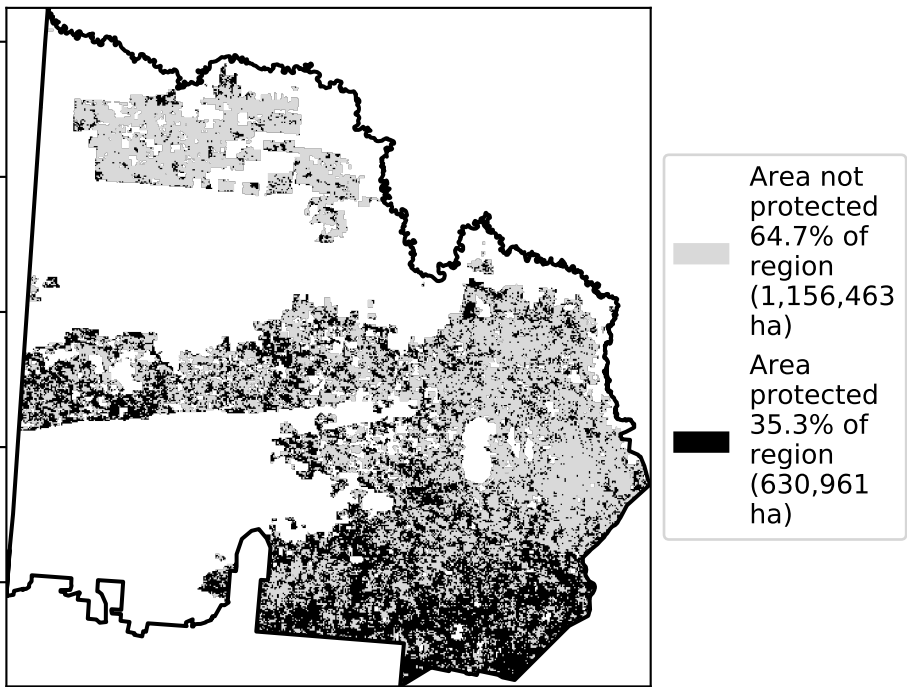 Area not
protected
64.7% of
region
(1,156,463
ha)
Area
protected
35.3% of
region
(630,961
ha)